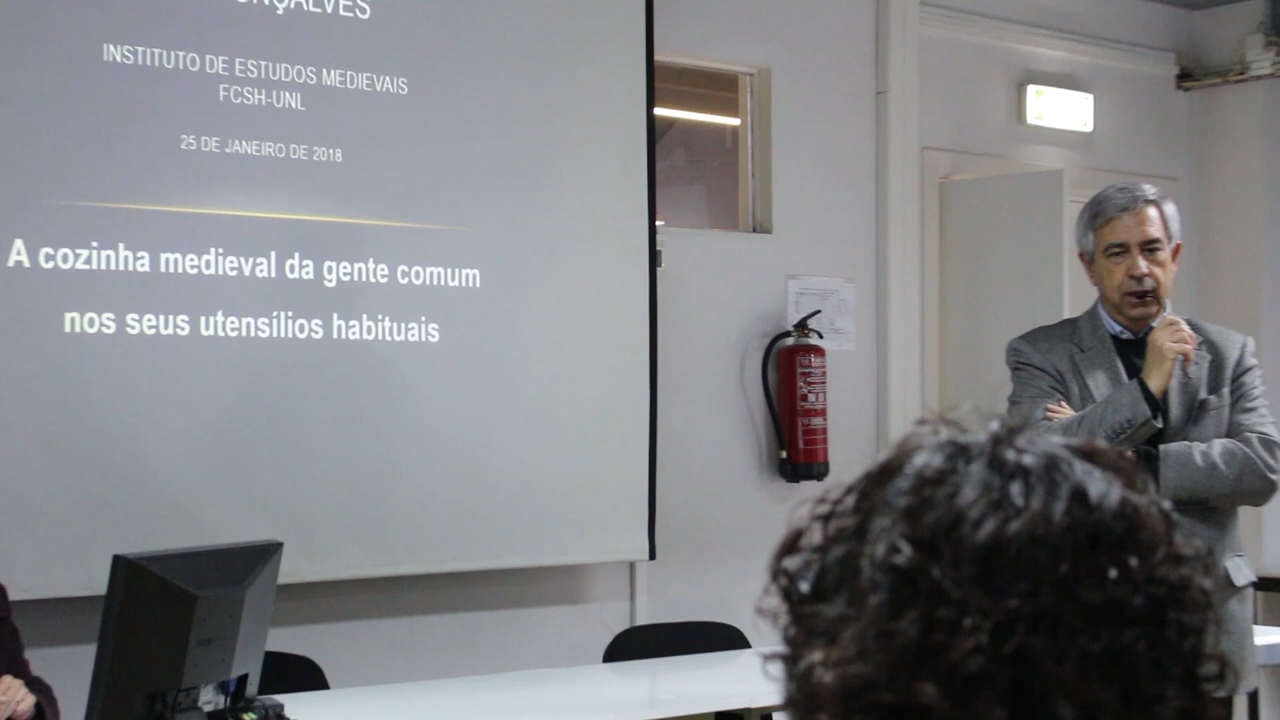 INSTITUTO DE ESTUDOS MEDIEVAIS
FCSH-UNL
25 DE JANEIRO DE 2018
A cozinha medieval da gente comum
nos seus utensílios habituais